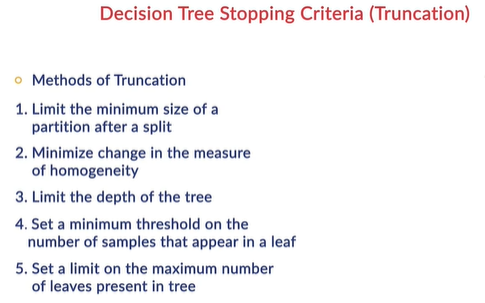 Decision Tree Stopping Criteria (Truncation)
Methods of Truncation
1. Limit the minimum size of a
partition after a split
2. Minimize change in the measure
of homogeneity
3. Limit the depth of the tree
4. Set a minimum threshold on the
number of samples that appear in a leaf
5. Set a limit on the maximum number
of leaves present in tree